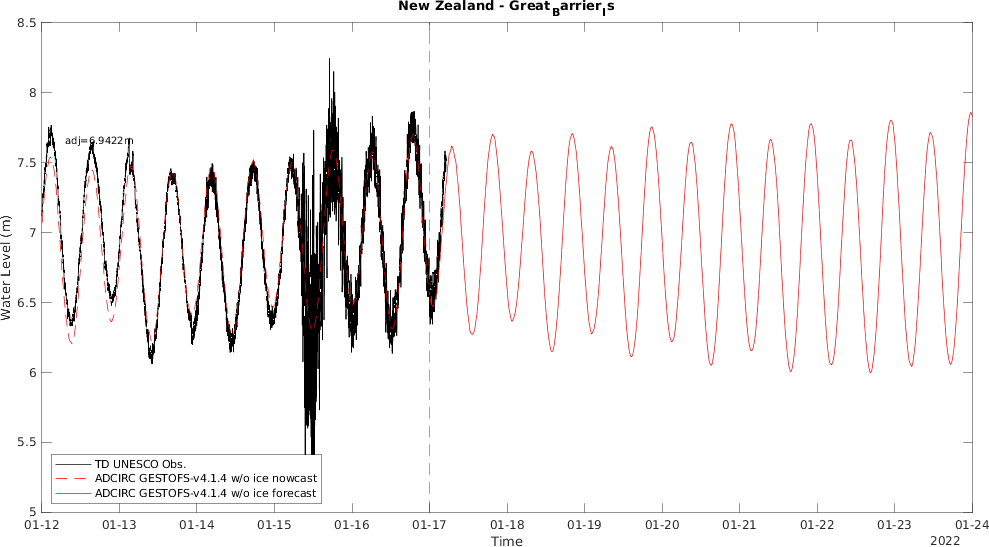 New Zealand - Great_Barrier_Is
8.5
8
7.5
7
6.5
6
5.5
5
Water Level (m)
adj=6.9422m
TD UNESCO Obs.
ADCIRC GESTOFS-v4.1.4 w/o ice nowcast
ADCIRC GESTOFS-v4.1.4 w/o ice forecast
01-12 01-13 01-14 01-15 01-16 01-17 01-18 01-19 01-20 01-21 01-22 01-23 01-24
Time
2022